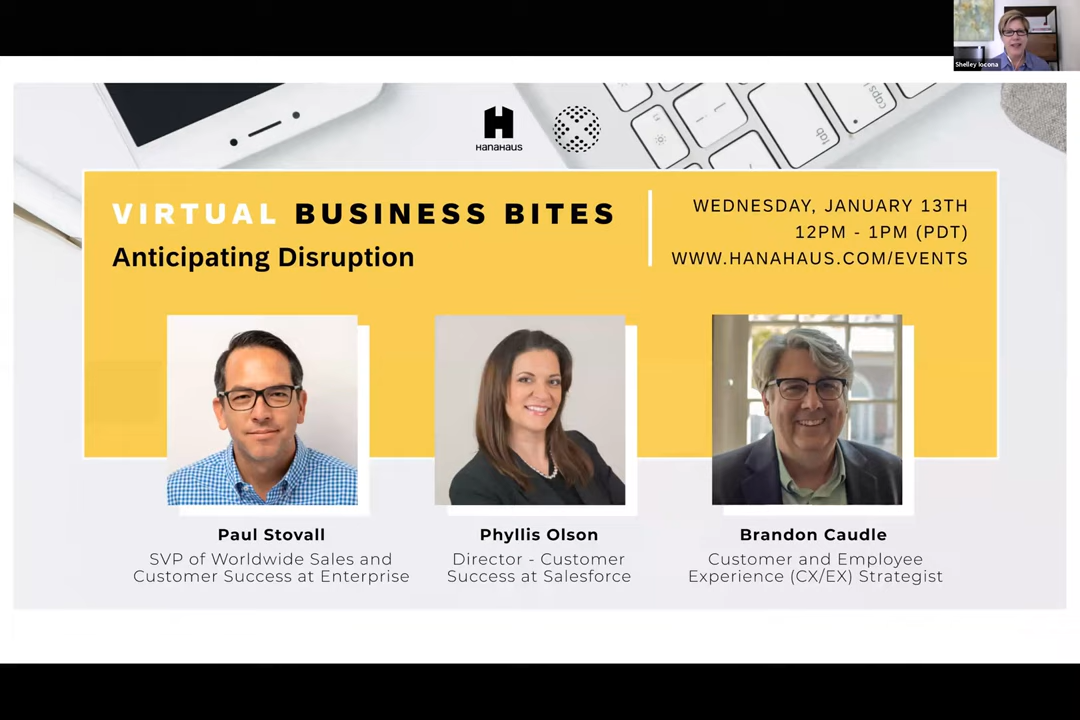 Shelley Iocona
caps
tab
HANAHAUS
VIRTUAL BUSINESS BITES
Anticipating Disruption
WEDNESDAY, JANUARY 13TH
12PM - 1PM (PDT)
WWW.HANAHAUS.COM/EVENTS
Paul Stovall
SVP of Worldwide Sales and
Customer Success at Enterprise
Phyllis Olson
Director - Customer
Success at Salesforce
Brandon Caudle
Customer and Employee
Experience (CX/EX) Strategist